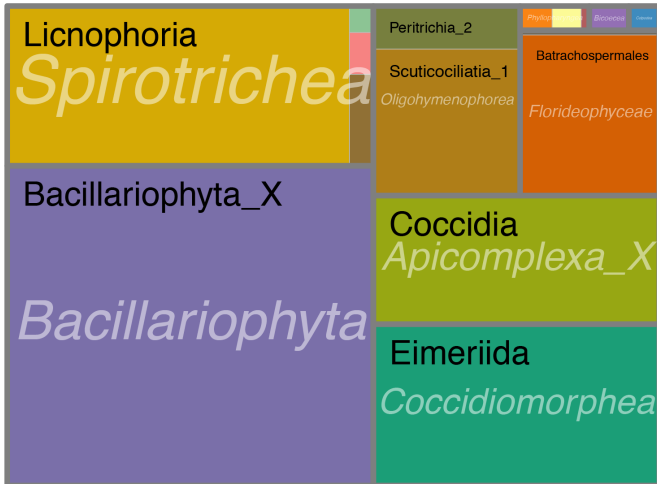 Licnophoria
Spirotrichea
Bacillariophyta_X
Bacillariophyta
Peritrichia_2
Scuticociliatia_1
Oligohymenophorea
Bicoecea
Batrachospermales
Florideophyceae
Coccidia
Apicomplexa_X
Eimeriida
Coccidiomorphea